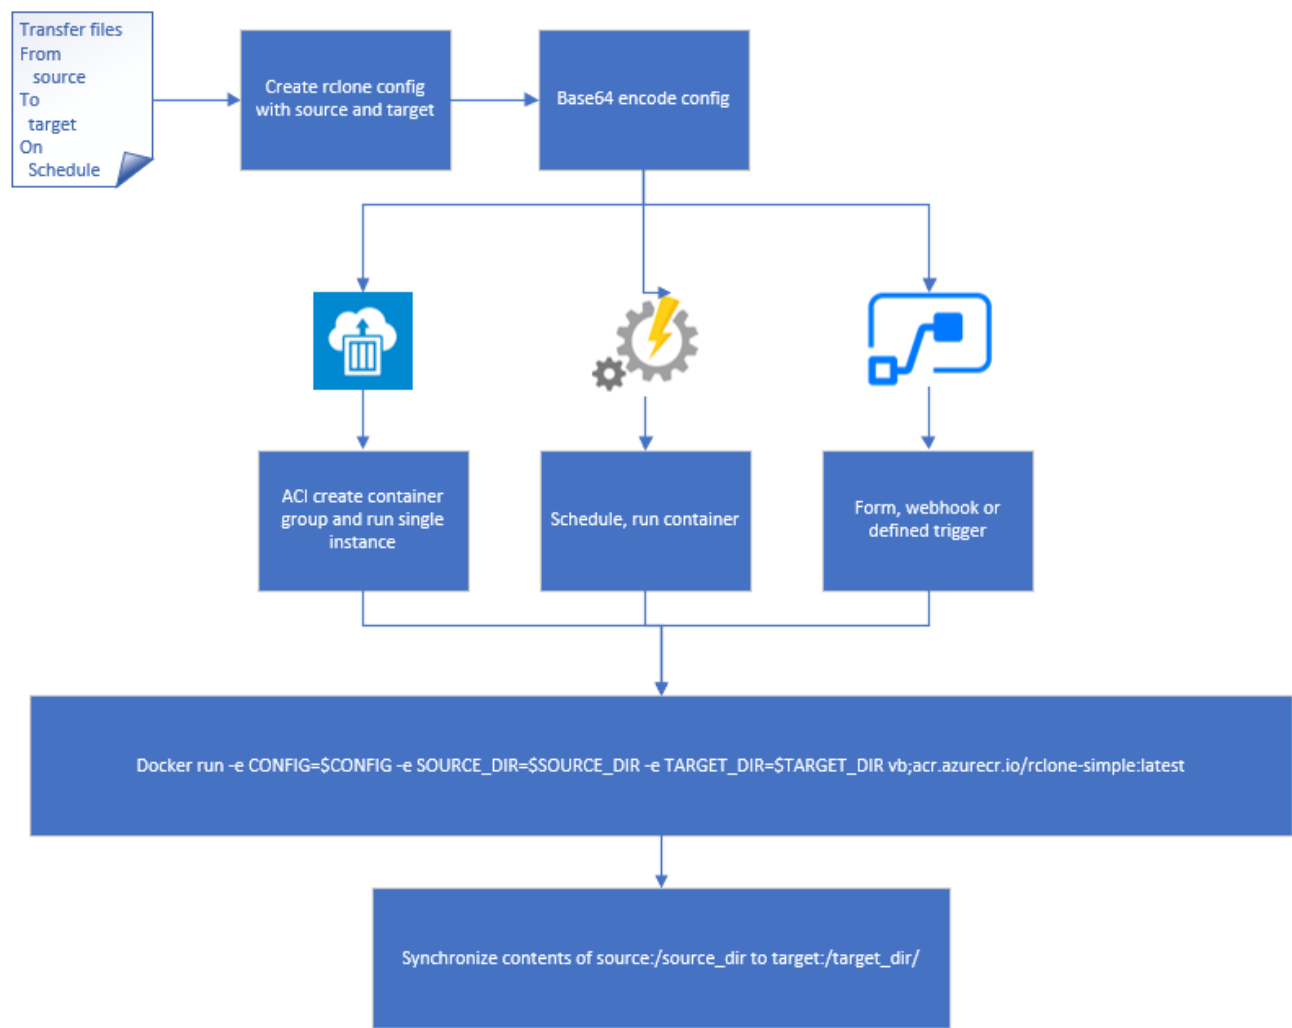 Transfer files
From
source
To
target
On
Schedule
Create rclone config
with source and target
Base64 encode config
ACI create container
group and run single
instance
Schedule, run container
Form, webhook or
defined trigger
Docker run -e CONFIG=$CONFIG -e SOURCE_DIR=$SOURCE_DIR -e TARGET_DIR=$TARGET_DIR vb;acr.azurecr.io/rclone-simple:latest
Synchronize contents of source:/source_dir to target:/target_dir/